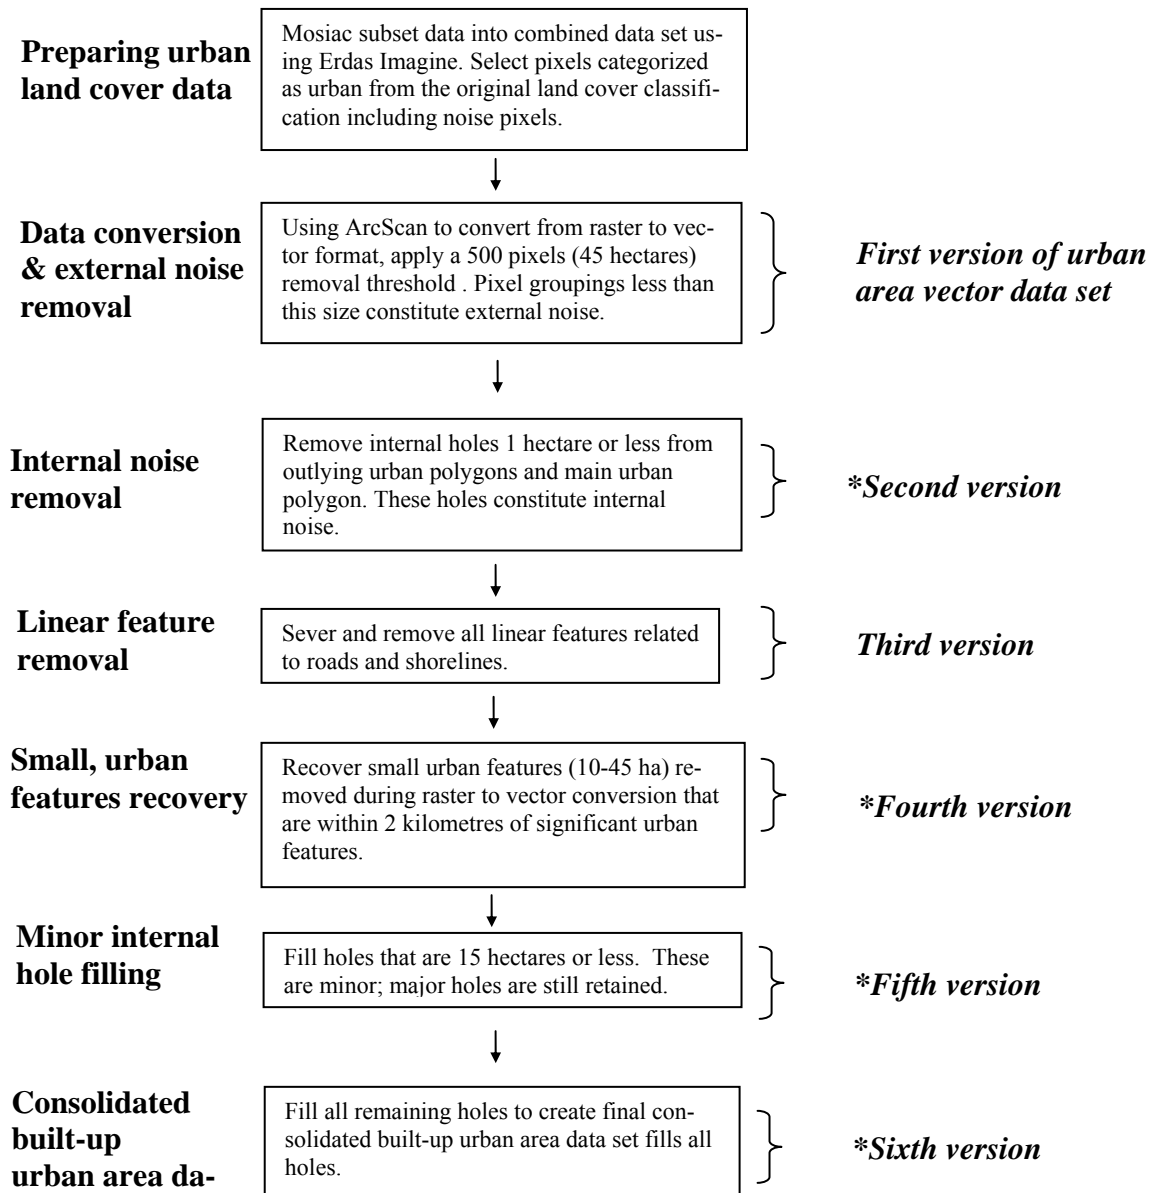 Preparing urban
land cover data
Mosiac subset data into combined data set us-
ing Erdas Imagine. Select pixels categorized
as urban from the original land cover classifi-
cation including noise pixels.
Data conversion
& external noise
removal
Using ArcScan to convert from raster to vec-
tor format, apply a 500 pixels (45 hectares)
removal threshold . Pixel groupings less than
this size constitute external noise.
First version of urban
area vector data set
Internal noise
removal
Remove internal holes 1 hectare or less from
outlying urban polygons and main urban
polygon. These holes constitute internal
noise.
*Second version
Linear feature
removal
Sever and remove all linear features related
to roads and shorelines.
Third version
Small, urban
features recovery
Recover small urban features (10-45 ha) re-
moved during raster to vector conversion that
are within 2 kilometres of significant urban
features.
*Fourth version
Minor internal
hole filling
Fill holes that are 15 hectares or less.  These
are minor; major holes are still retained.
*Fifth version
Consolidated
built-up
urban area da-
Fill all remaining holes to create final con-
solidated built-up urban area data set fills all
holes.
*Sixth version